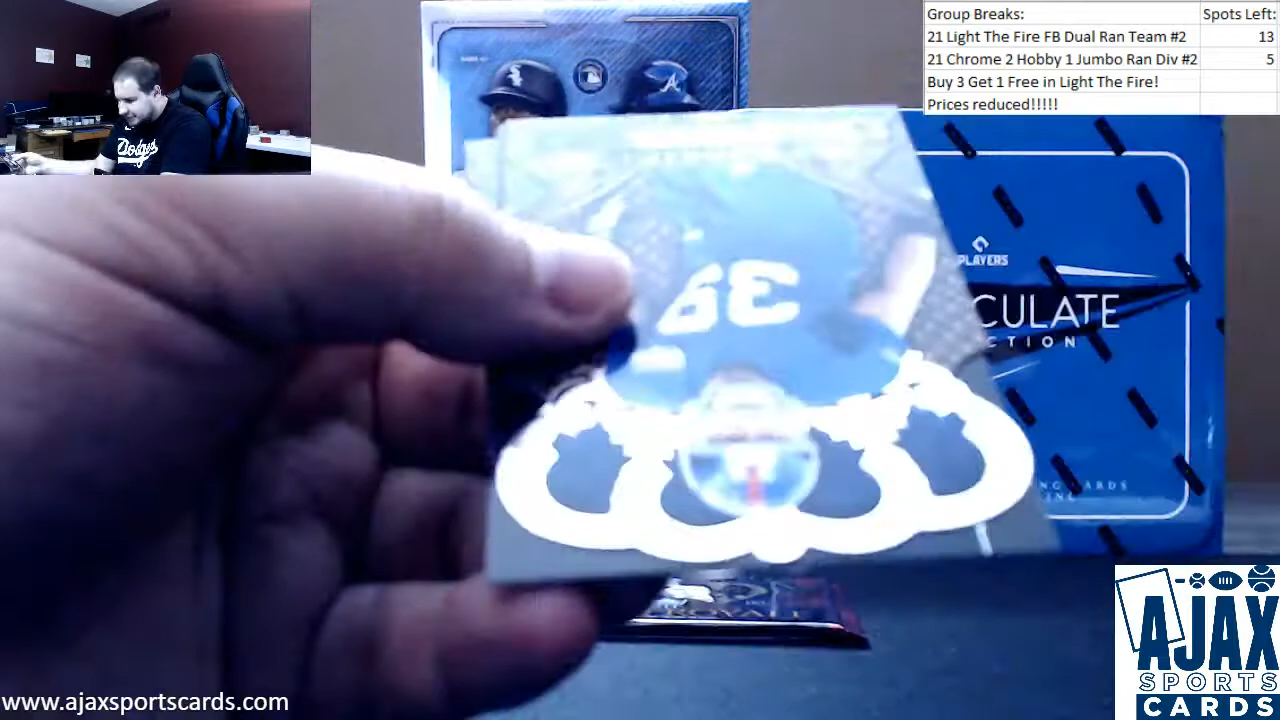 Group Breaks: Spots Left:
21 Light The Fire FB Dual Ran Team #2 13
21 Chrome 2 Hobby 1 Jumbo Ran Div #2 5
Buy 3 Get 1 Free in Light The Fire!
Prices reduced!!!!!
Dodgers
PLAYERS
CULATE
CTION
39
AJAX
SPORTS
CARDS
www.ajaxsportscards.com